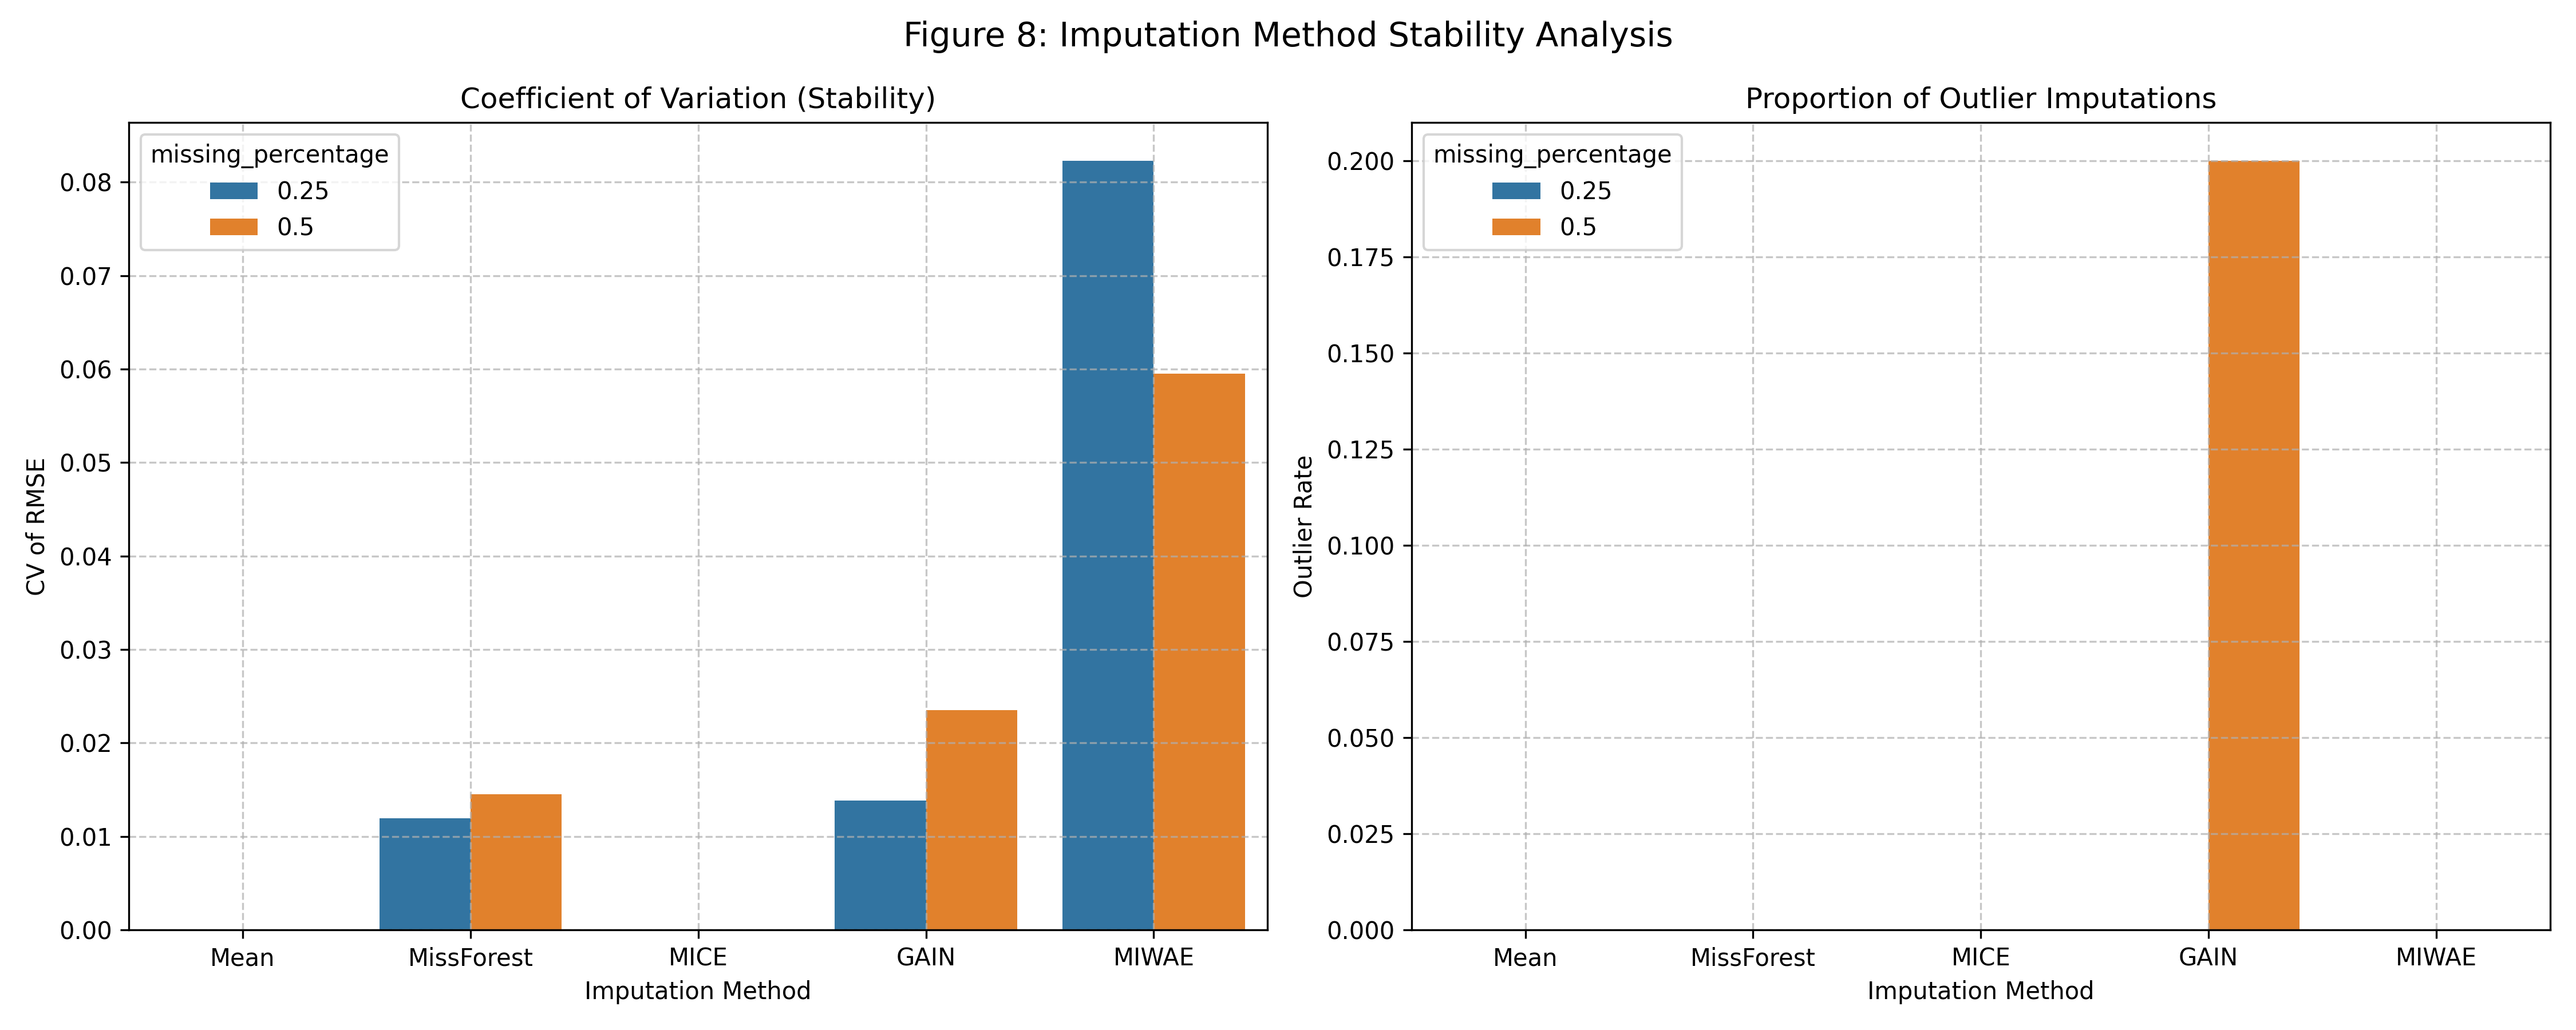 Figure 8: Imputation Method Stability Analysis
Coefficient of Variation (Stability)
missing_percentage
0.25
0.5
CV of RMSE
0.08
0.07
0.06
0.05
0.04
0.03
0.02
0.01
0.00
Mean MissForest MICE GAIN MIWAE
Imputation Method
Proportion of Outlier Imputations
missing_percentage
0.25
0.5
Outlier Rate
0.200
0.175
0.150
0.125
0.100
0.075
0.050
0.025
0.000
Mean MissForest MICE GAIN MIWAE
Imputation Method